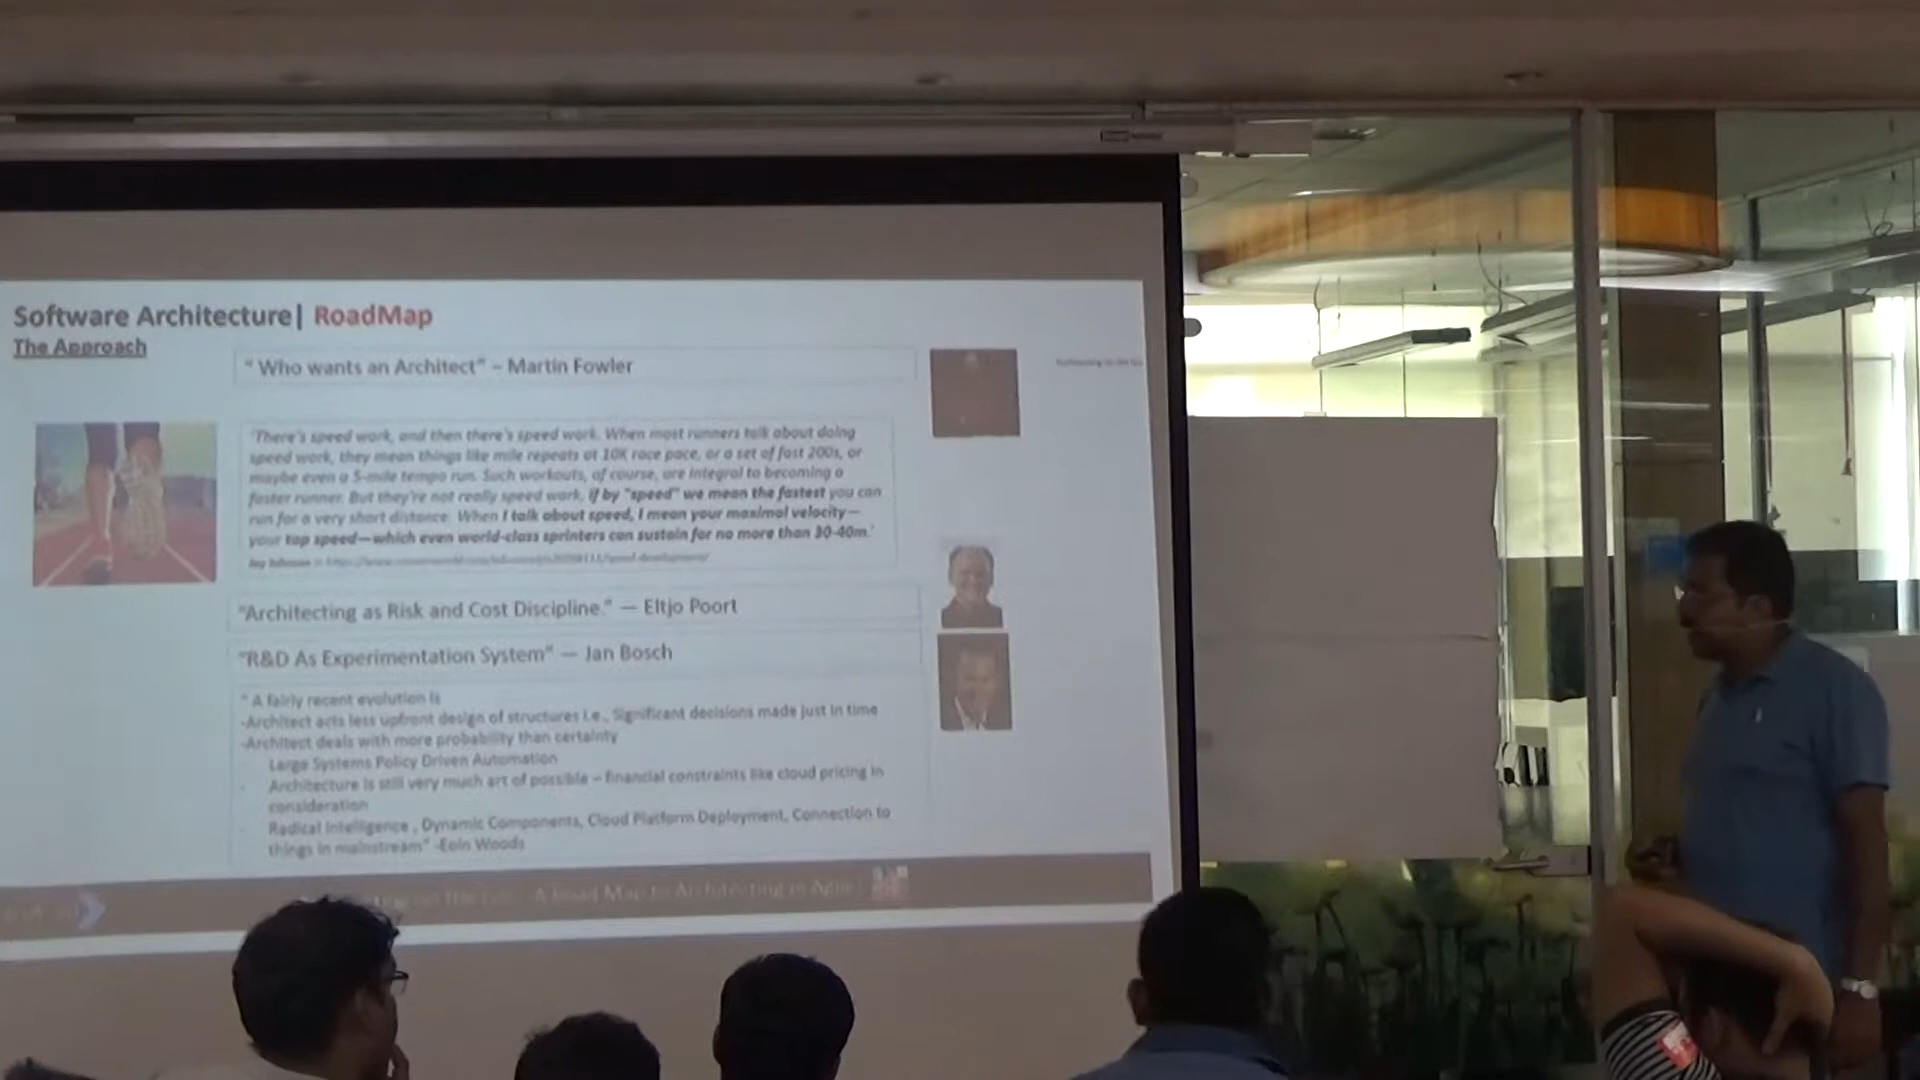 Software Architecture| RoadMap
The Approach
" Who wants an Architect" – Martin Fowler
'There's speed work, and then there's speed work. When most runners talk about doing
speed work, they mean things like mile repeats at 10K race pace, or a set of fast 200s, or
maybe even a 5-mile tempo run. Such workouts, of course, are integral to becoming a
faster runner. But they're not really speed work, if by "speed" we mean the fastest you can
run for a very short distance. When I talk about speed, I mean your maximal velocity—
your top speed—which even world-class sprinters can sustain for no more than 30-40m.'
"Architecting as Risk and Cost Discipline." — Eltjo Poort
"R&D As Experimentation System" — Jan Bosch
" A fairly recent evolution is
-Architect acts less upfront design of structures i.e., Significant decisions made just in time
-Architect deals with more probability than certainty
Large Systems Policy Driven Automation
- Architecture is still very much art of possible – financial constraints like cloud pricing in
consideration
- Radical Intelligence , Dynamic Components, Cloud Platform Deployment, Connection to
things in mainstream" -Eoin Woods
A Road Map to Architecting in Agile